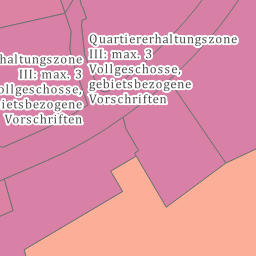 Quartiererhaltungszone
III: max. 3
Vollgeschosse,
gebietsbezogene
Vorschriften
haltungszone
III: max. 3
ollgeschosse,
ietsbezogene
Vorschriften